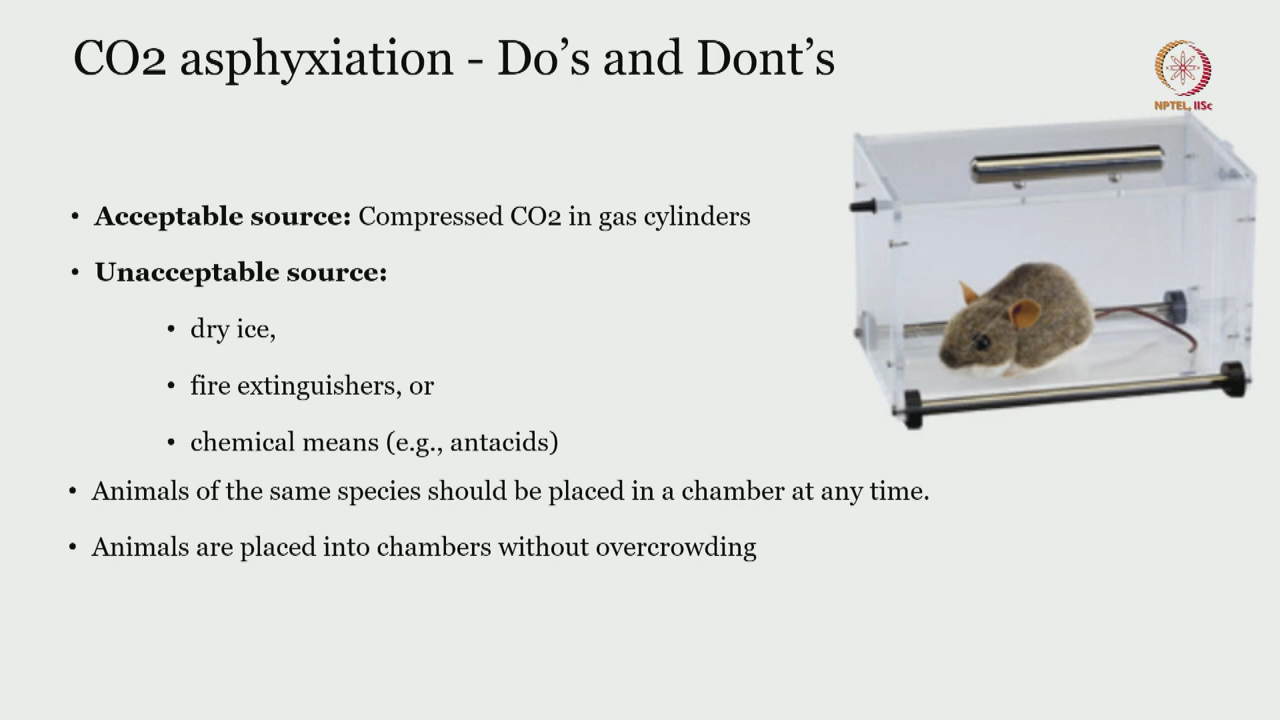 CO2 asphyxiation - Do’s and Dont’s
NPTEL, IISc
• Acceptable source: Compressed CO2 in gas cylinders
• Unacceptable source:
• dry ice,
• fire extinguishers, or
• chemical means (e.g., antacids)
• Animals of the same species should be placed in a chamber at any time.
• Animals are placed into chambers without overcrowding